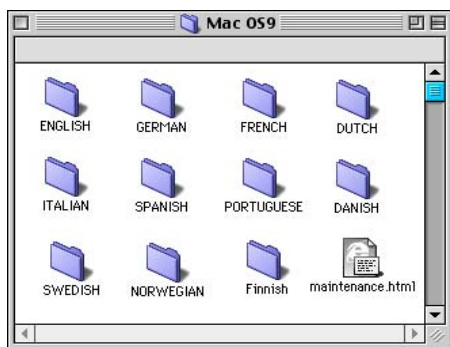 Mac OS9
ENGLISH GERMAN FRENCH DUTCH
ITALIAN SPANISH PORTUGUESE DANISH
SWEDISH NORWEGIAN Finnish maintenance.html